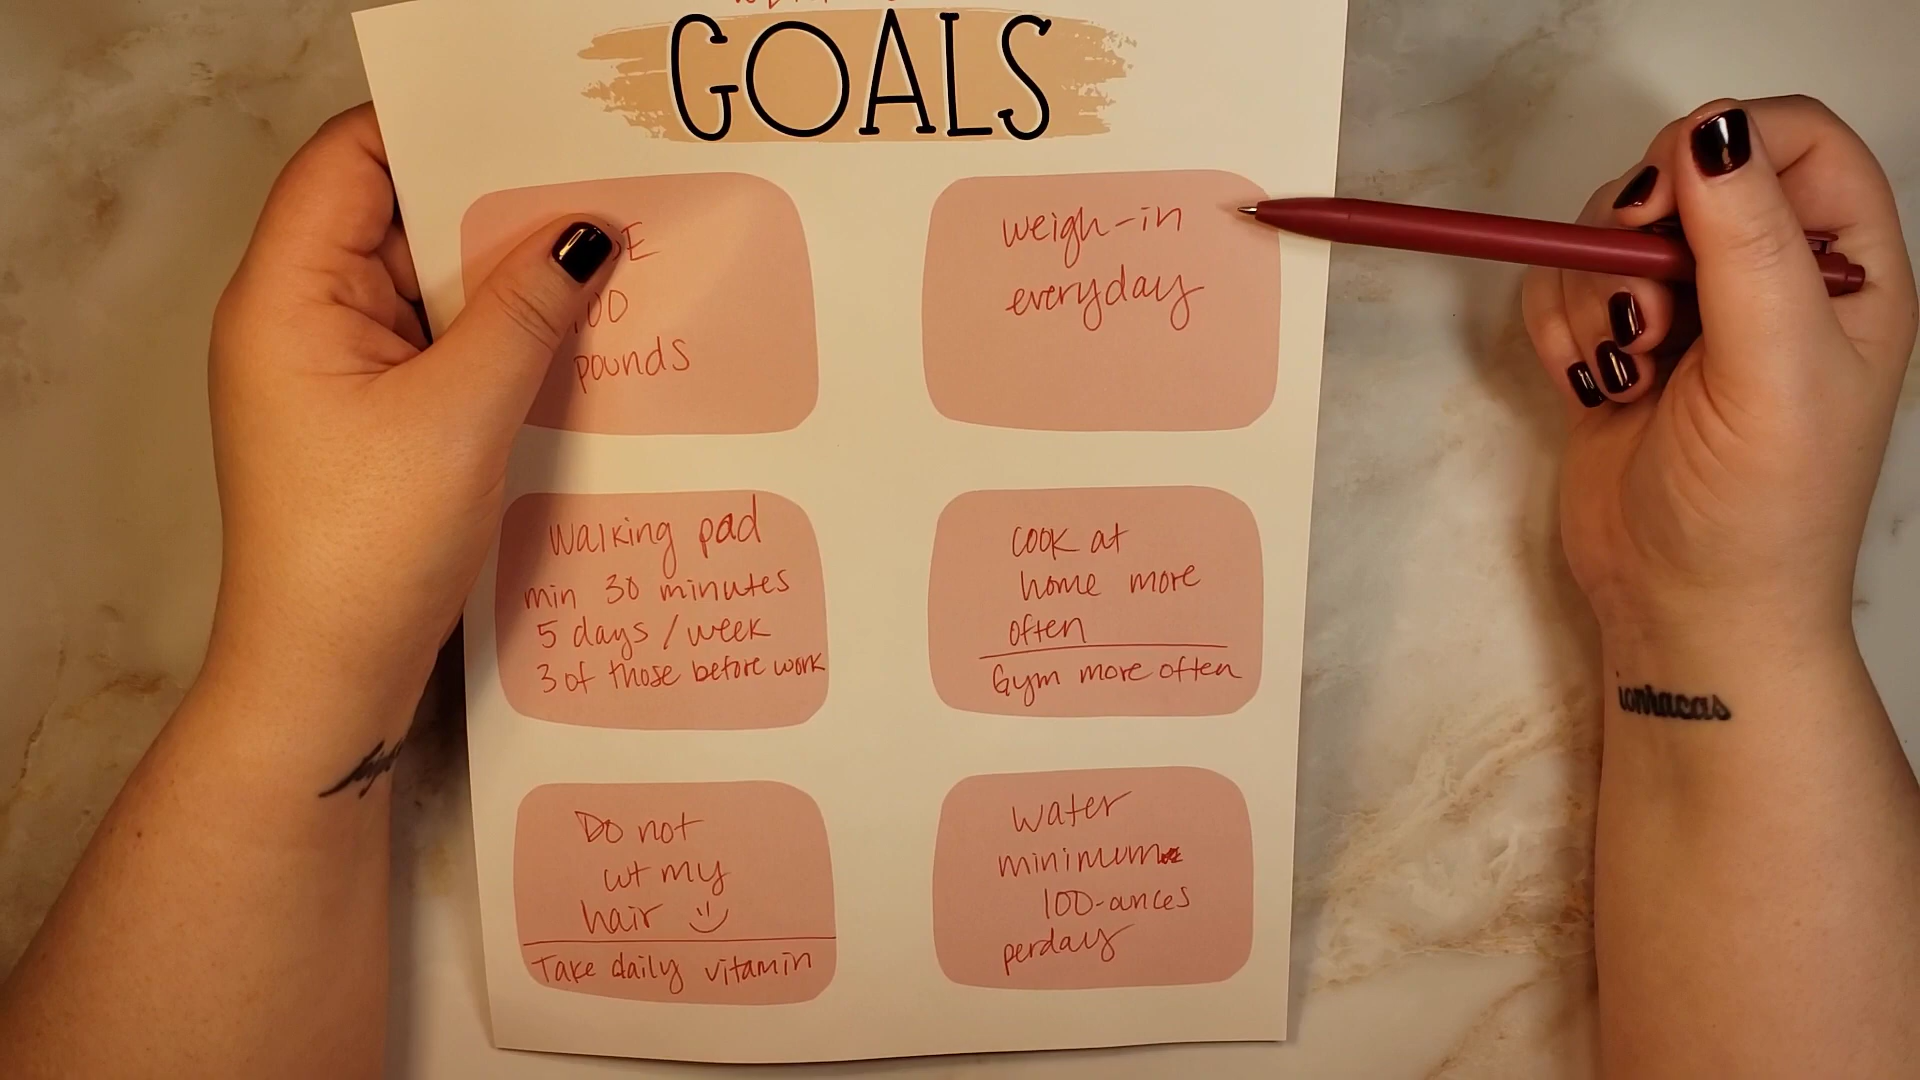 GOALS
100
pounds
weigh-in
everyday
Walking pad
min 30 minutes
5 days / week
3 of those before work
cook at
home more
often
Gym more often
Do not
cut my
hair
Take daily vitamin
water
minimum
100-ounces
perday